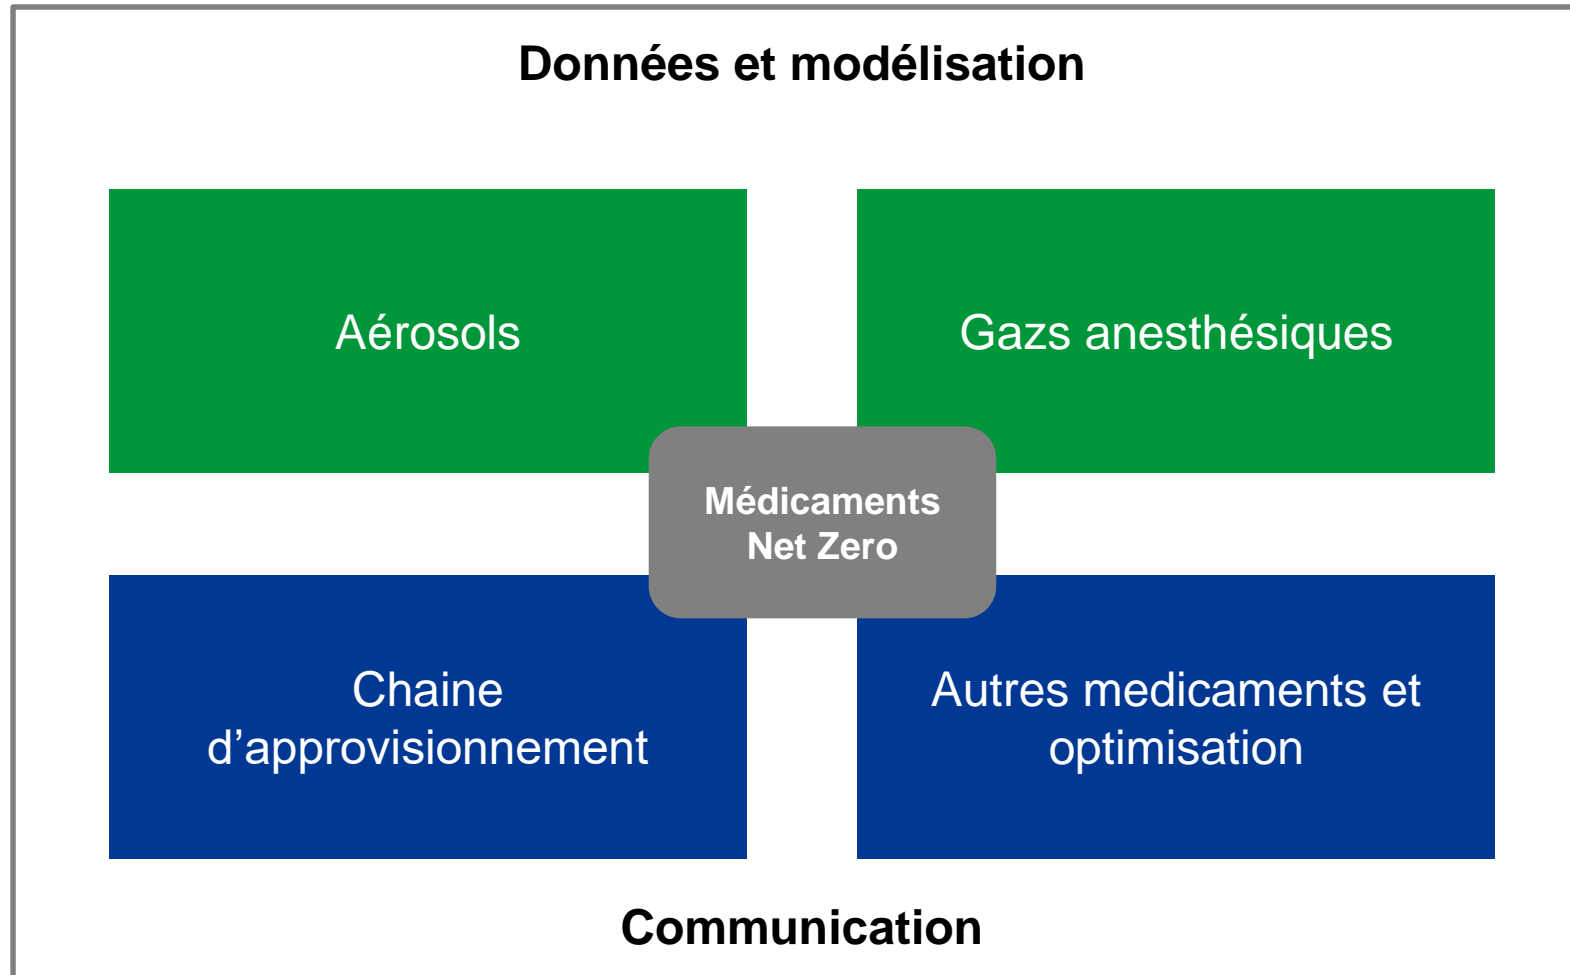 Données et modélisation
Aérosols
Gazs anesthésiques
Médicaments
Net Zero
Chaine
d’approvisionnement
Autres medicaments et
optimisation
Communication